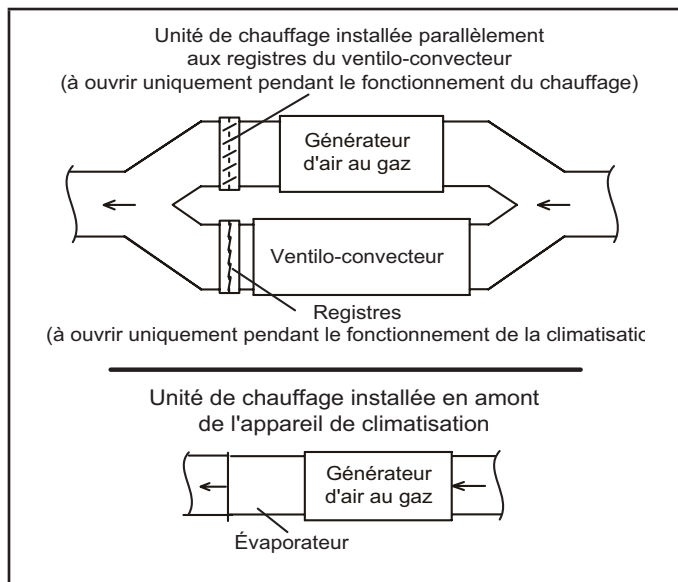 Unité de chauffage installée parallèlement
aux registres du ventilo-convecteur
(à ouvrir uniquement pendant le fonctionnement du chauffage)
Générateur
d'air au gaz
Ventilo-convecteur
Registres
(à ouvrir uniquement pendant le fonctionnement de la climatisatio
Unité de chauffage installée en amont
de l'appareil de climatisation
Générateur
d'air au gaz
Évaporateur